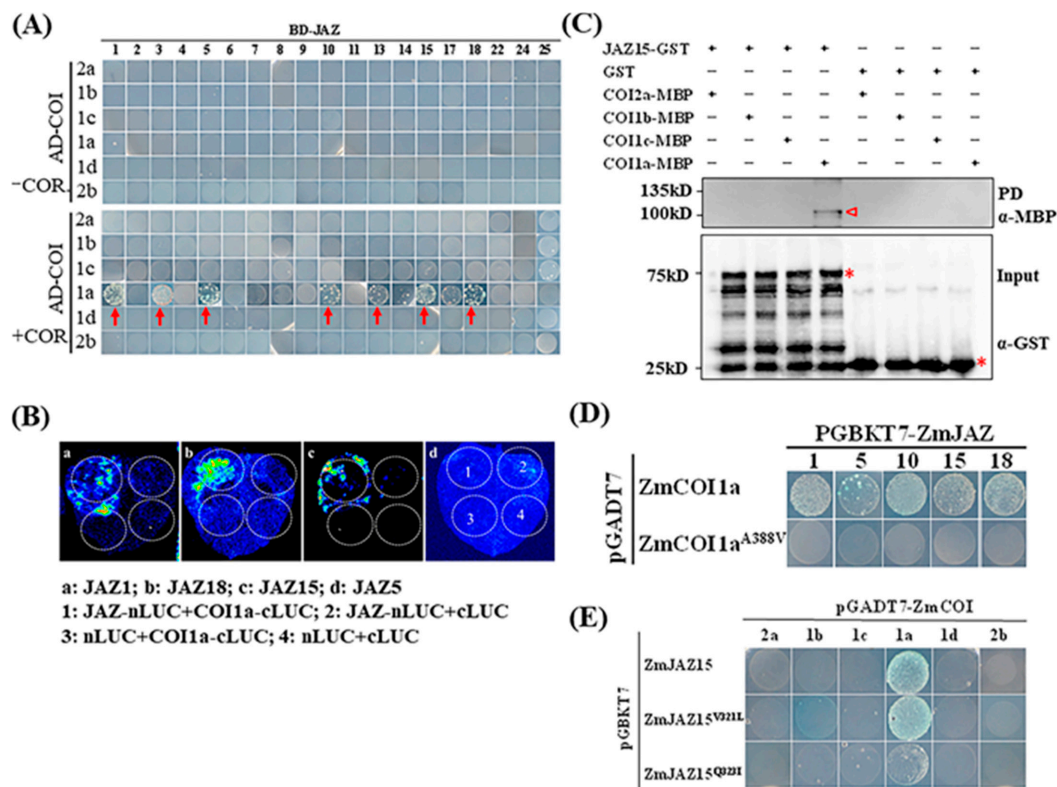 (A)
BD-JAZ
1 2 3 4 5 6 7 8 9 10 11 13 14 15 17 18 22 24 25
AD-COI
−COR
2a
1b
1c
1a
1d
2b
AD-COI
+COR
2a
1b
1c
1a
1d
2b
(B)
a b c d
1 2
3 4
a: JAZ1; b: JAZ18; c: JAZ15; d: JAZ5
1: JAZ-nLUC+COI1a-cLUC; 2: JAZ-nLUC+cLUC
3: nLUC+COI1a-cLUC; 4: nLUC+cLUC
(C)
JAZ15-GST + + + + − − − −
GST − − − − + + + +
COI2a-MBP + − − − + − − −
COI1b-MBP − + − − − + − −
COI1c-MBP − − + − − − + −
COI1a-MBP − − − + − − − +
135kD
100kD
PD
α-MBP
75kD
25kD
*
*
Input
α-GST
(D)
PGBKT7-ZmJAZ
1 5 10 15 18
pGADT7
ZmCOI1a
ZmCOI1a^A388V
(E)
pGADT7-ZmCOI
2a 1b 1c 1a 1d 2b
pGBKT7
ZmJAZ15
ZmJAZ15^V321L
ZmJAZ15^Q323I